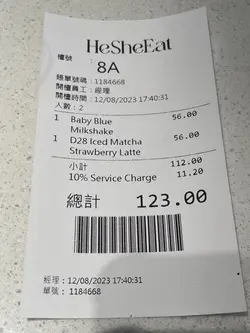 HeSheEat
檯號
8A
賬單號碼：1184668
開檯員工：經理
開檯時間：12/08/2023 17:40:31
人數：2
1 Baby Blue 56.00
Milkshake
1 D28 Iced Matcha 56.00
Strawberry Latte
小計 112.00
10% Service Charge 11.20
總計 123.00
經理：12/08/2023 17:40:31
單號：1184668